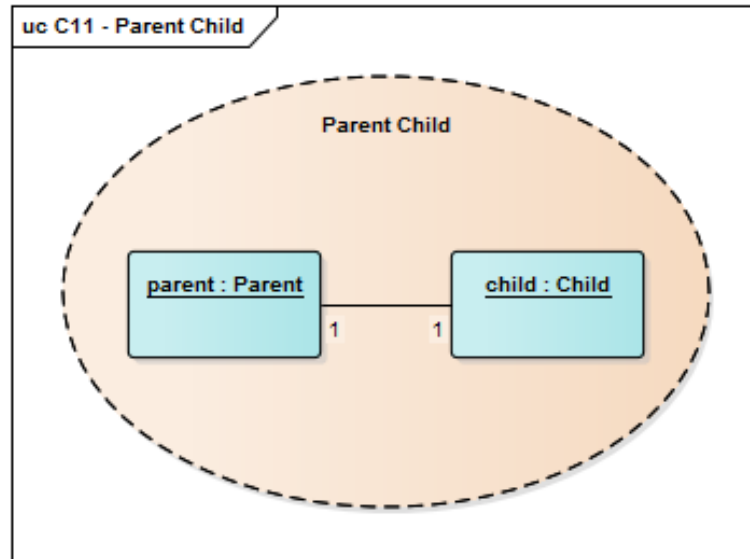 uc C11 - Parent Child
Parent Child
parent : Parent
child : Child
1
1